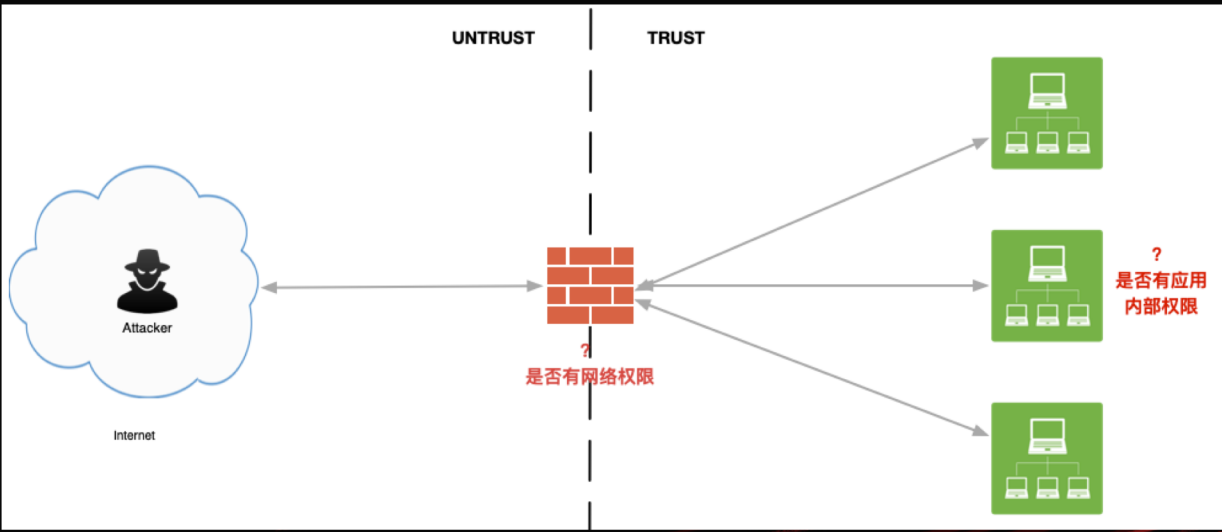 UNTRUST
TRUST
?
是否有应用
内部权限
Attacker
?
是否有网络权限
Internet